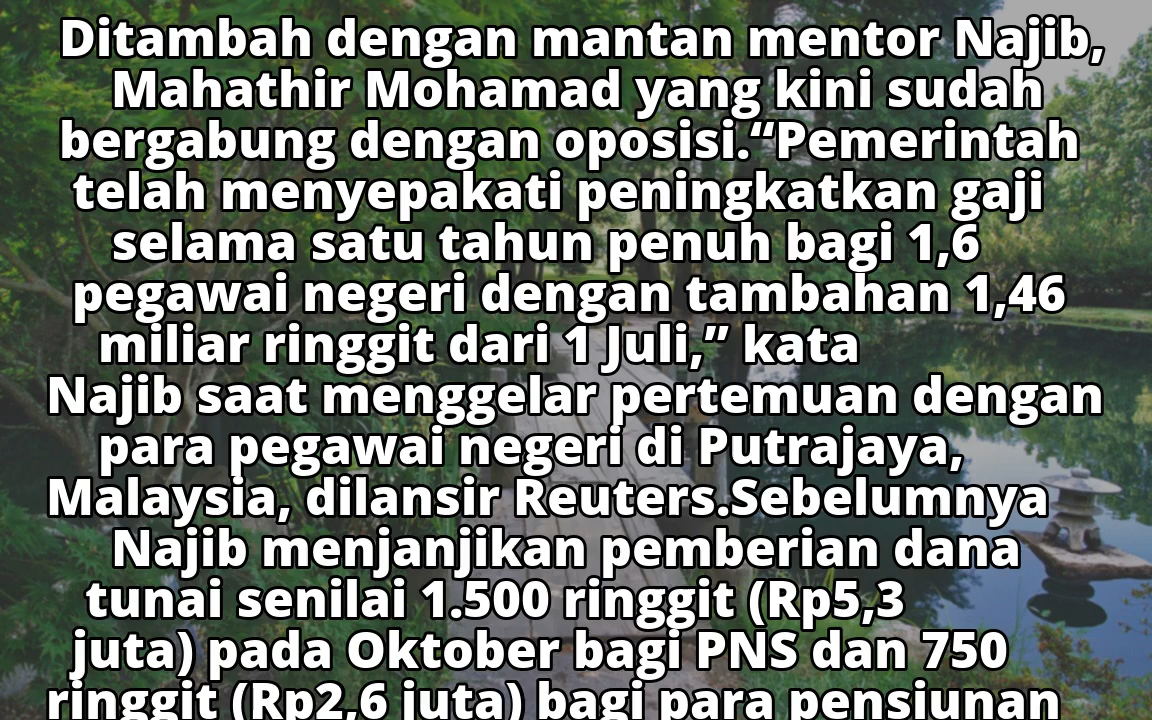 Ditambah dengan mantan mentor Najib,
Mahathir Mohamad yang kini sudah
bergabung dengan oposisi.“Pemerintah
telah menyepakati peningkatkan gaji
selama satu tahun penuh bagi 1,6
pegawai negeri dengan tambahan 1,46
miliar ringgit dari 1 Juli,” kata
Najib saat menggelar pertemuan dengan
para pegawai negeri di Putrajaya,
Malaysia, dilansir Reuters.Sebelumnya
Najib menjanjikan pemberian dana
tunai senilai 1.500 ringgit (Rp5,3
juta) pada Oktober bagi PNS dan 750
ringgit (Rp2,6 juta) bagi para pensiunan